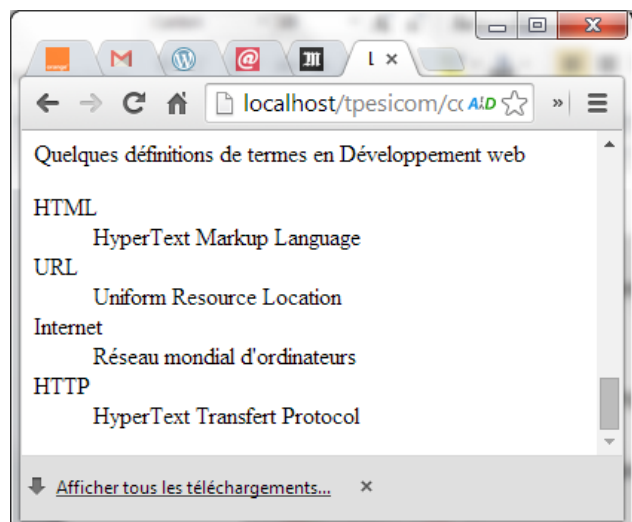 L
localhost/tpesicom/cc
Quelques définitions de termes en Développement web
HTML
HyperText Markup Language
URL
Uniform Resource Location
Internet
Réseau mondial d'ordinateurs
HTTP
HyperText Transfert Protocol
Afficher tous les téléchargements...